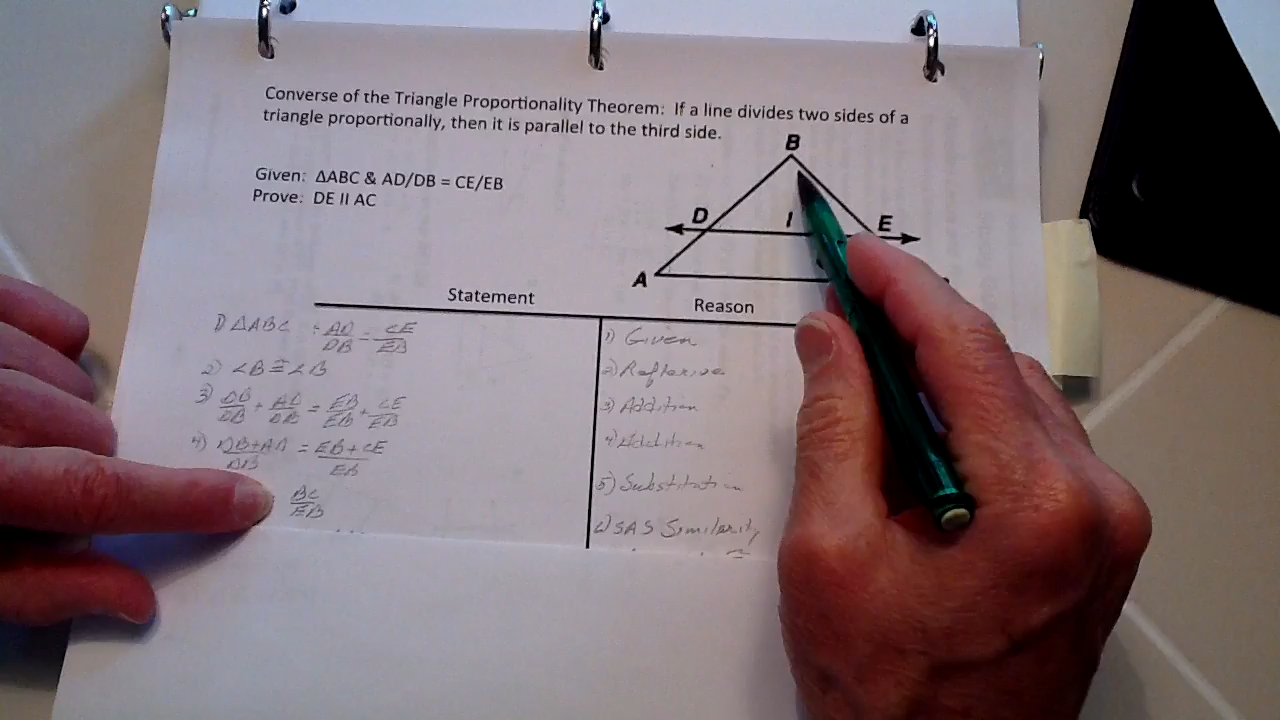 Converse of the Triangle Proportionality Theorem: If a line divides two sides of a
triangle proportionally, then it is parallel to the third side.
Given: ΔABC & AD/DB = CE/EB
Prove: DE II AC
B
D
1
E
A
Statement
Reason
1) ΔABC · AD/DB = CE/EB
1) Given
2) ∠B ≅ ∠B
2) Reflexive
3) DB/DB + AD/DB = EB/EB + CE/EB
3) Addition
4) DB+AD/DB = EB+CE/EB
4) Addition
BC/EB
5) Substitution
6) SAS Similarity